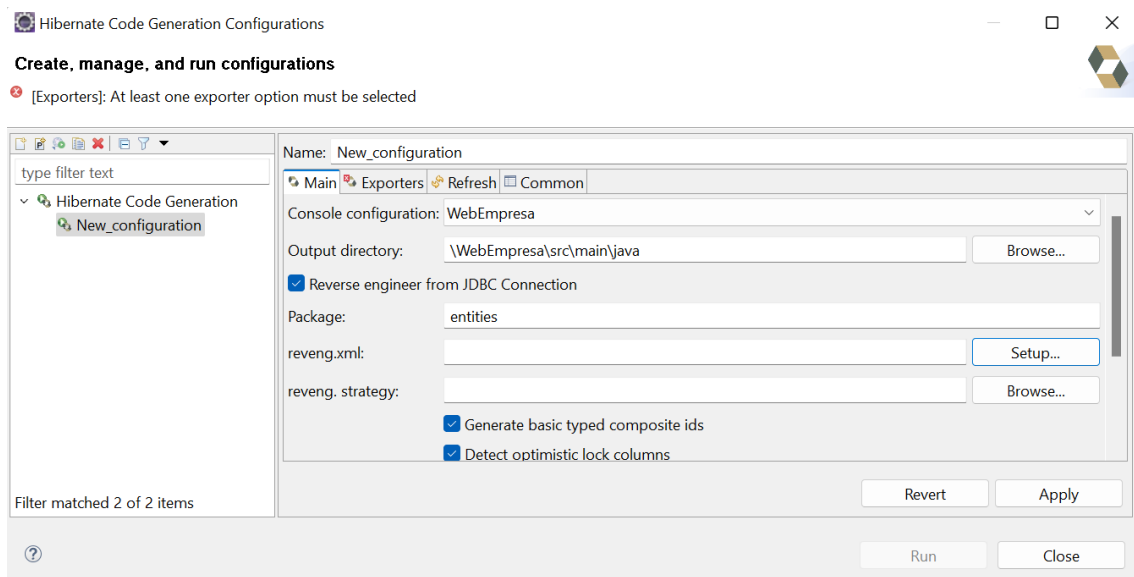 Hibernate Code Generation Configurations
Create, manage, and run configurations
[Exporters]: At least one exporter option must be selected
type filter text
Hibernate Code Generation
New_configuration
Filter matched 2 of 2 items
Name: New_configuration
Main Exporters Refresh Common
Console configuration: WebEmpresa
Output directory: \WebEmpresa\src\main\java Browse...
Reverse engineer from JDBC Connection
Package: entities
reveng.xml: Setup...
reveng. strategy: Browse...
Generate basic typed composite ids
Detect optimistic lock columns
Revert Apply
Run Close